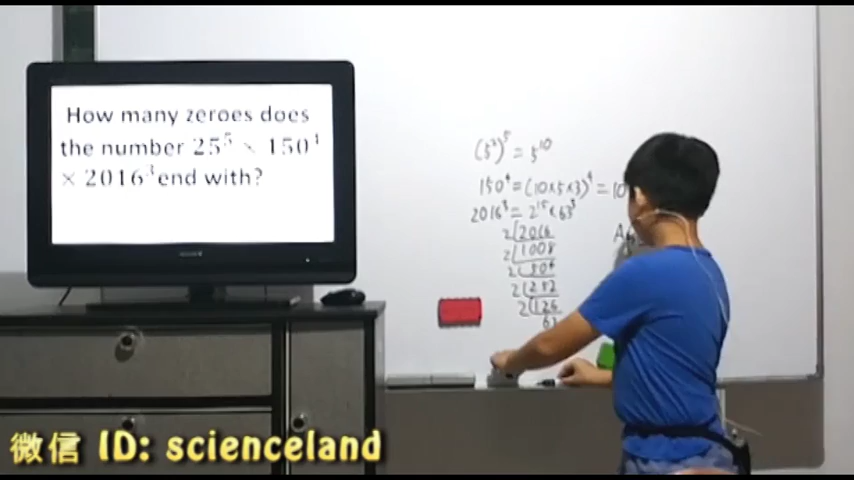 How many zeroes does
the number 25⁵ × 150⁴
× 2016³ end with?
(5²)⁵ = 5¹⁰
150⁴ = (10×5×3)⁴ = 10
2016³ = 2¹⁵ × 63³
2 2016
2 1008
2 504
2 252
2 126
63
微信 ID: scienceland